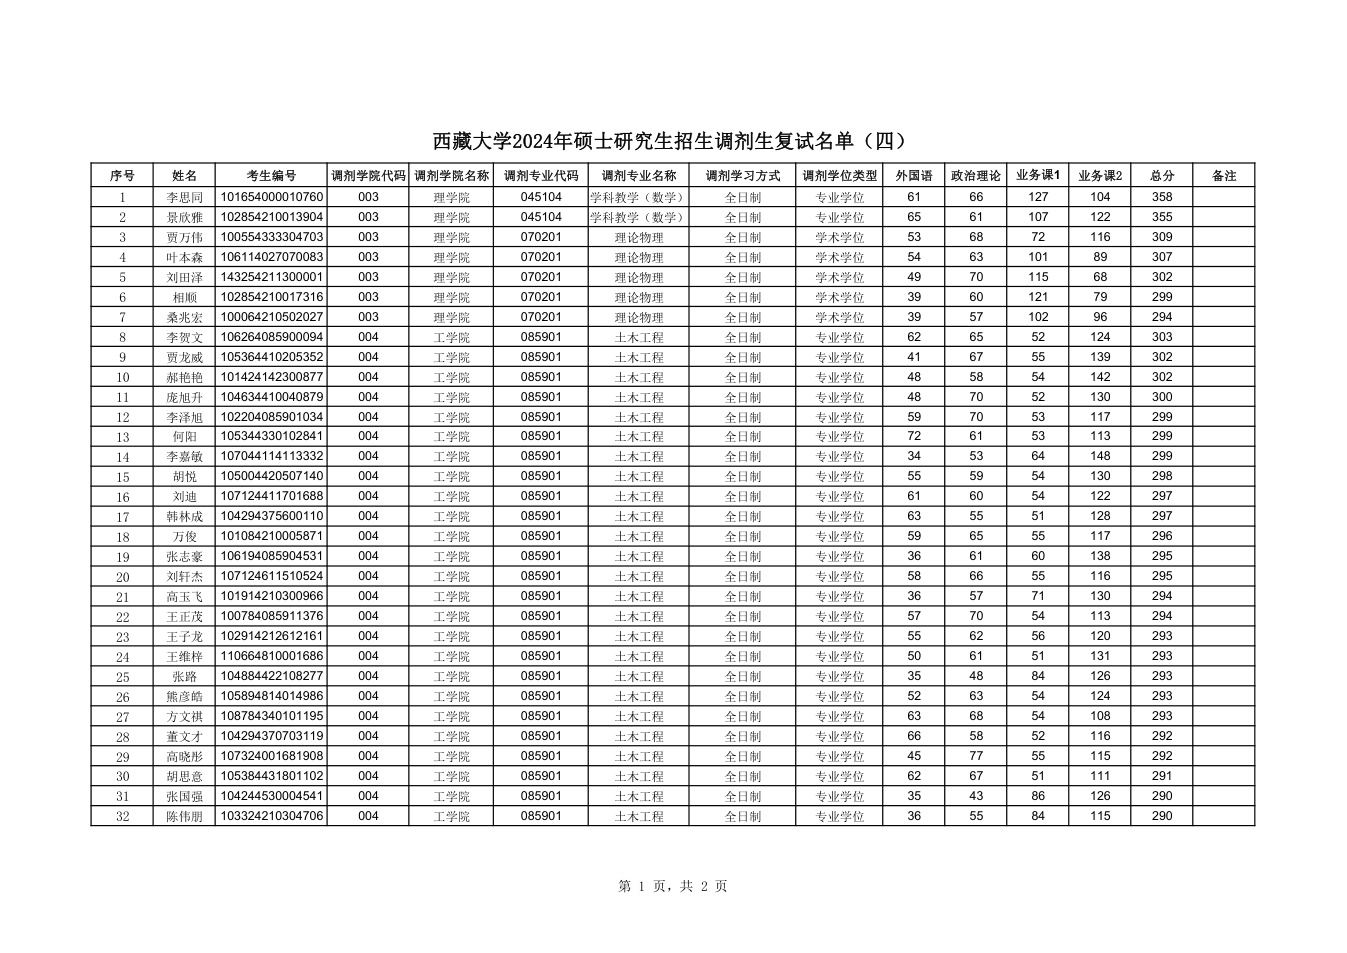 西藏大学2024年硕士研究生招生调剂生复试名单（四）
序号 姓名 考生编号 调剂学院代码 调剂学院名称 调剂专业代码 调剂专业名称 调剂学习方式 调剂学位类型 外国语 政治理论 业务课1 业务课2 总分 备注
1 李思同 101654000010760 003 理学院 045104 学科教学（数学） 全日制 专业学位 61 66 127 104 358
2 景欣雅 102854210013904 003 理学院 045104 学科教学（数学） 全日制 专业学位 65 61 107 122 355
3 贾万伟 100554333304703 003 理学院 070201 理论物理 全日制 学术学位 53 68 72 116 309
4 叶本森 106114027070083 003 理学院 070201 理论物理 全日制 学术学位 54 63 101 89 307
5 刘田泽 143254211300001 003 理学院 070201 理论物理 全日制 学术学位 49 70 115 68 302
6 相顺 102854210017316 003 理学院 070201 理论物理 全日制 学术学位 39 60 121 79 299
7 桑兆宏 100064210502027 003 理学院 070201 理论物理 全日制 学术学位 39 57 102 96 294
8 李贺文 106264085900094 004 工学院 085901 土木工程 全日制 专业学位 62 65 52 124 303
9 贾龙威 105364410205352 004 工学院 085901 土木工程 全日制 专业学位 41 67 55 139 302
10 郝艳艳 101424142300877 004 工学院 085901 土木工程 全日制 专业学位 48 58 54 142 302
11 庞旭升 104634410040879 004 工学院 085901 土木工程 全日制 专业学位 48 70 52 130 300
12 李泽旭 102204085901034 004 工学院 085901 土木工程 全日制 专业学位 59 70 53 117 299
13 何阳 105344330102841 004 工学院 085901 土木工程 全日制 专业学位 72 61 53 113 299
14 李嘉敏 107044114113332 004 工学院 085901 土木工程 全日制 专业学位 34 53 64 148 299
15 胡悦 105004420507140 004 工学院 085901 土木工程 全日制 专业学位 55 59 54 130 298
16 刘迪 107124411701688 004 工学院 085901 土木工程 全日制 专业学位 61 60 54 122 297
17 韩林成 104294375600110 004 工学院 085901 土木工程 全日制 专业学位 63 55 51 128 297
18 万俊 101084210005871 004 工学院 085901 土木工程 全日制 专业学位 59 65 55 117 296
19 张志豪 106194085904531 004 工学院 085901 土木工程 全日制 专业学位 36 61 60 138 295
20 刘轩杰 107124611510524 004 工学院 085901 土木工程 全日制 专业学位 58 66 55 116 295
21 高玉飞 101914210300966 004 工学院 085901 土木工程 全日制 专业学位 36 57 71 130 294
22 王正茂 100784085911376 004 工学院 085901 土木工程 全日制 专业学位 57 70 54 113 294
23 王子龙 102914212612161 004 工学院 085901 土木工程 全日制 专业学位 55 62 56 120 293
24 王维梓 110664810001686 004 工学院 085901 土木工程 全日制 专业学位 50 61 51 131 293
25 张路 104884422108277 004 工学院 085901 土木工程 全日制 专业学位 35 48 84 126 293
26 熊彦皓 105894814014986 004 工学院 085901 土木工程 全日制 专业学位 52 63 54 124 293
27 方文祺 108784340101195 004 工学院 085901 土木工程 全日制 专业学位 63 68 54 108 293
28 董文才 104294370703119 004 工学院 085901 土木工程 全日制 专业学位 66 58 52 116 292
29 高晓彤 107324001681908 004 工学院 085901 土木工程 全日制 专业学位 45 77 55 115 292
30 胡思意 105384431801102 004 工学院 085901 土木工程 全日制 专业学位 62 67 51 111 291
31 张国强 104244530004541 004 工学院 085901 土木工程 全日制 专业学位 35 43 86 126 290
32 陈伟朋 103324210304706 004 工学院 085901 土木工程 全日制 专业学位 36 55 84 115 290
第 1 页，共 2 页